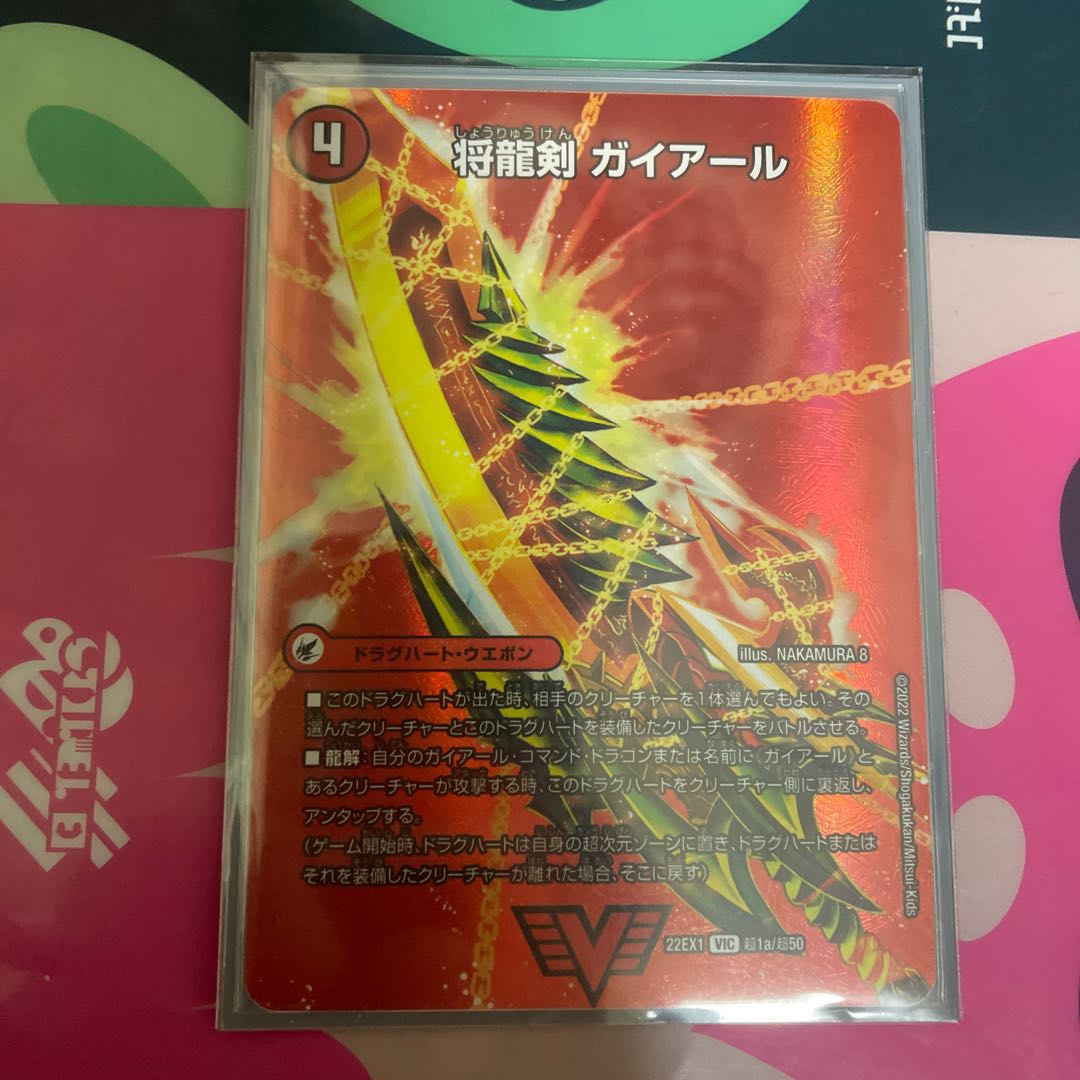 4
しょうりゅうけん
将龍剣 ガイアール
ドラグハート・ウエポン
illus. NAKAMURA 8
■このドラグハートが出た時、相手のクリーチャーを1体選んでもよい。その
選んだクリーチャーとこのドラグハートを装備したクリーチャーをバトルさせる。
■龍解：自分のガイアール・コマンド・ドラゴンまたは名前に《ガイアール》と
あるクリーチャーが攻撃する時、このドラグハートをクリーチャー側に裏返し、
アンタップする。
(ゲーム開始時、ドラグハートは自身の超次元ゾーンに置き、ドラグハートまたは
それを装備したクリーチャーが離れた場合、そこに戻す)
©2022 Wizards/Shogakukan/Mitsui-Kids
V
22EX1 VIC 超1a/超50